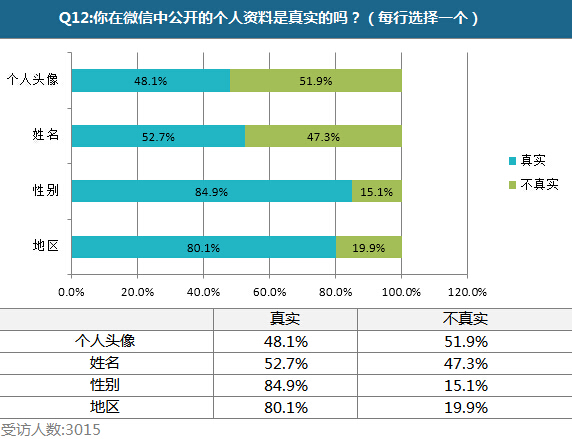 Q12:你在微信中公开的个人资料是真实的吗？（每行选择一个）
个人头像 48.1% 51.9%
姓名 52.7% 47.3%
性别 84.9% 15.1%
地区 80.1% 19.9%
真实
不真实
0.0% 20.0% 40.0% 60.0% 80.0% 100.0% 120.0%
真实 不真实
个人头像 48.1% 51.9%
姓名 52.7% 47.3%
性别 84.9% 15.1%
地区 80.1% 19.9%
受访人数:3015